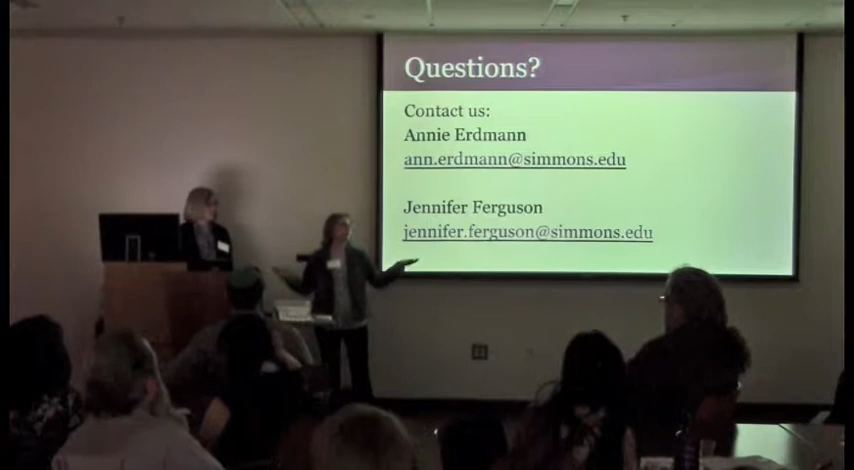 Questions?
Contact us:
Annie Erdmann
ann.erdmann@simmons.edu
Jennifer Ferguson
jennifer.ferguson@simmons.edu